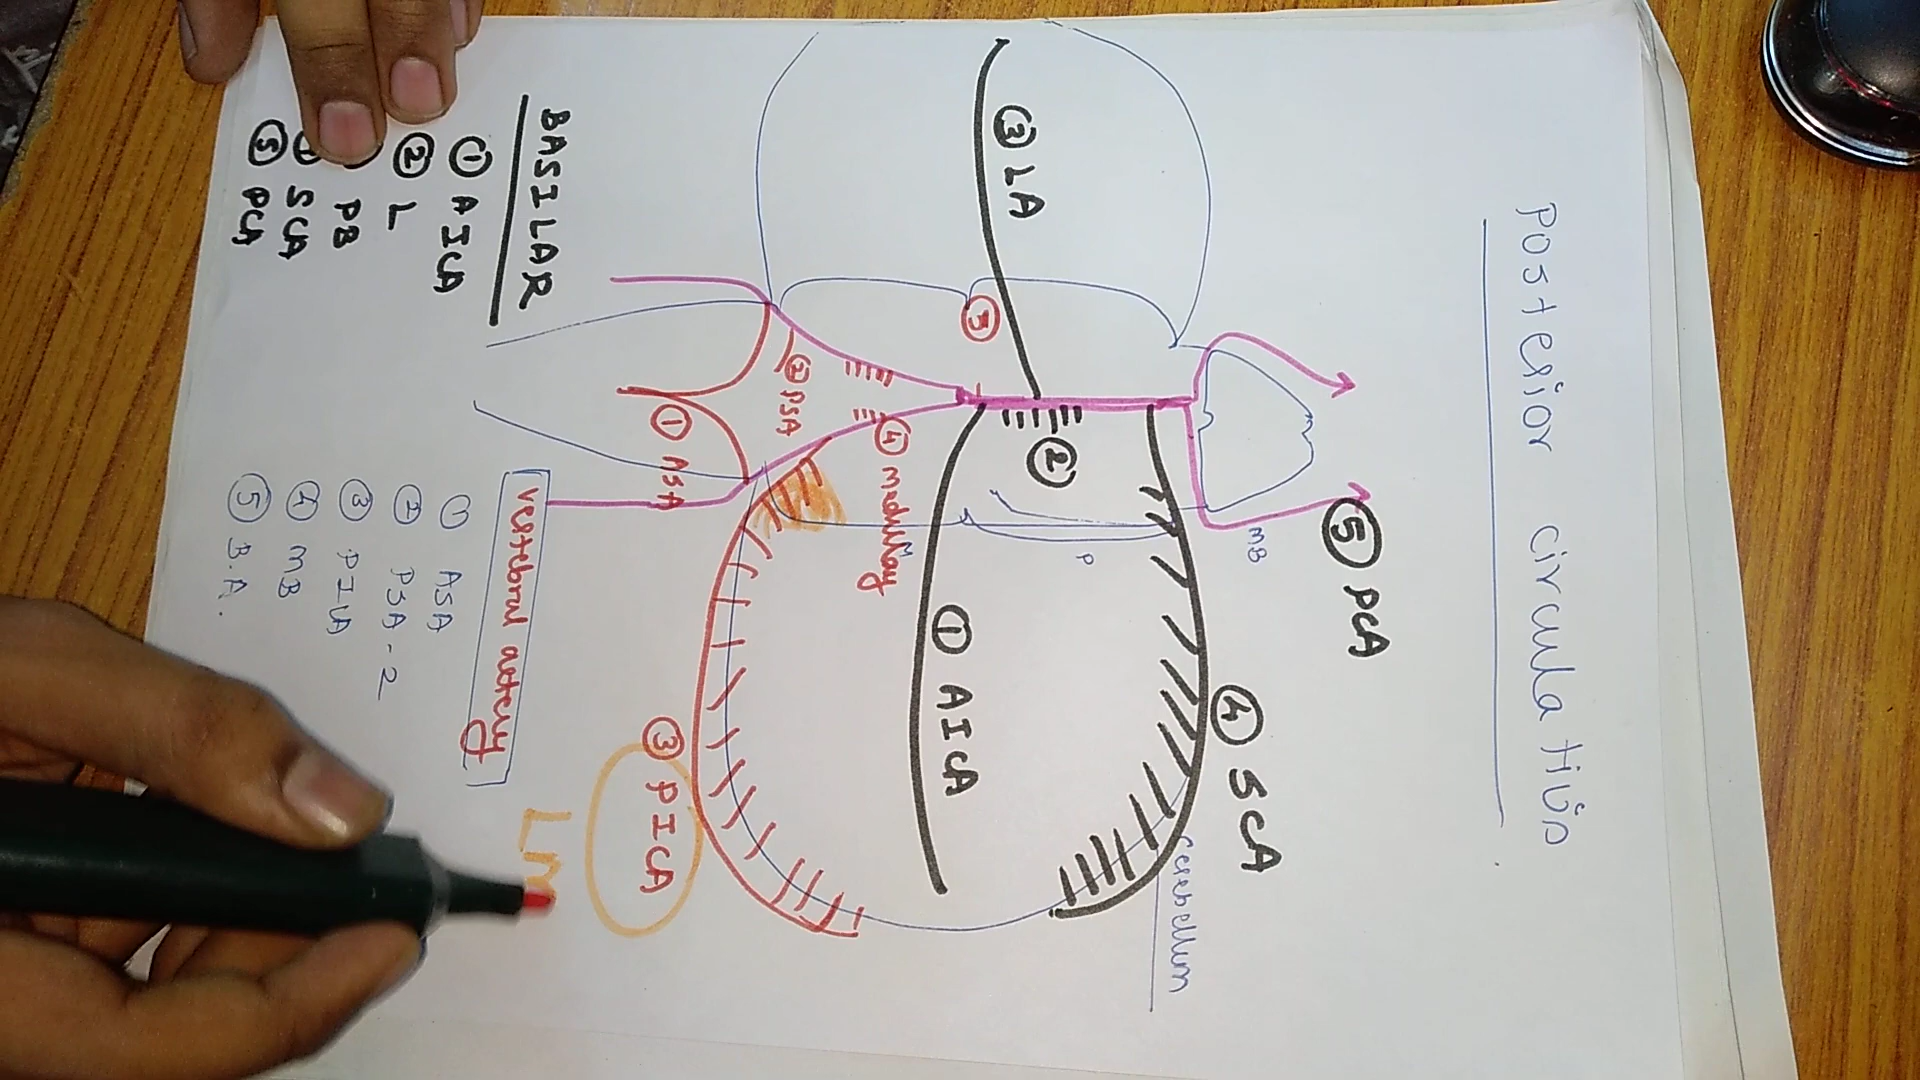 Posterior circulation
⑤ PCA
④ SCA
MB
cerebellum
③ LA
②
P
① AICA
③
④ medullay
M
② PSA
① ASA
③ PICA
LM
BASILAR
① AICA
② L
PB
SCA
⑤ PCA
vertebral artery
① ASA
② PSA-2
③ PICA
④ MB
⑤ B.A.